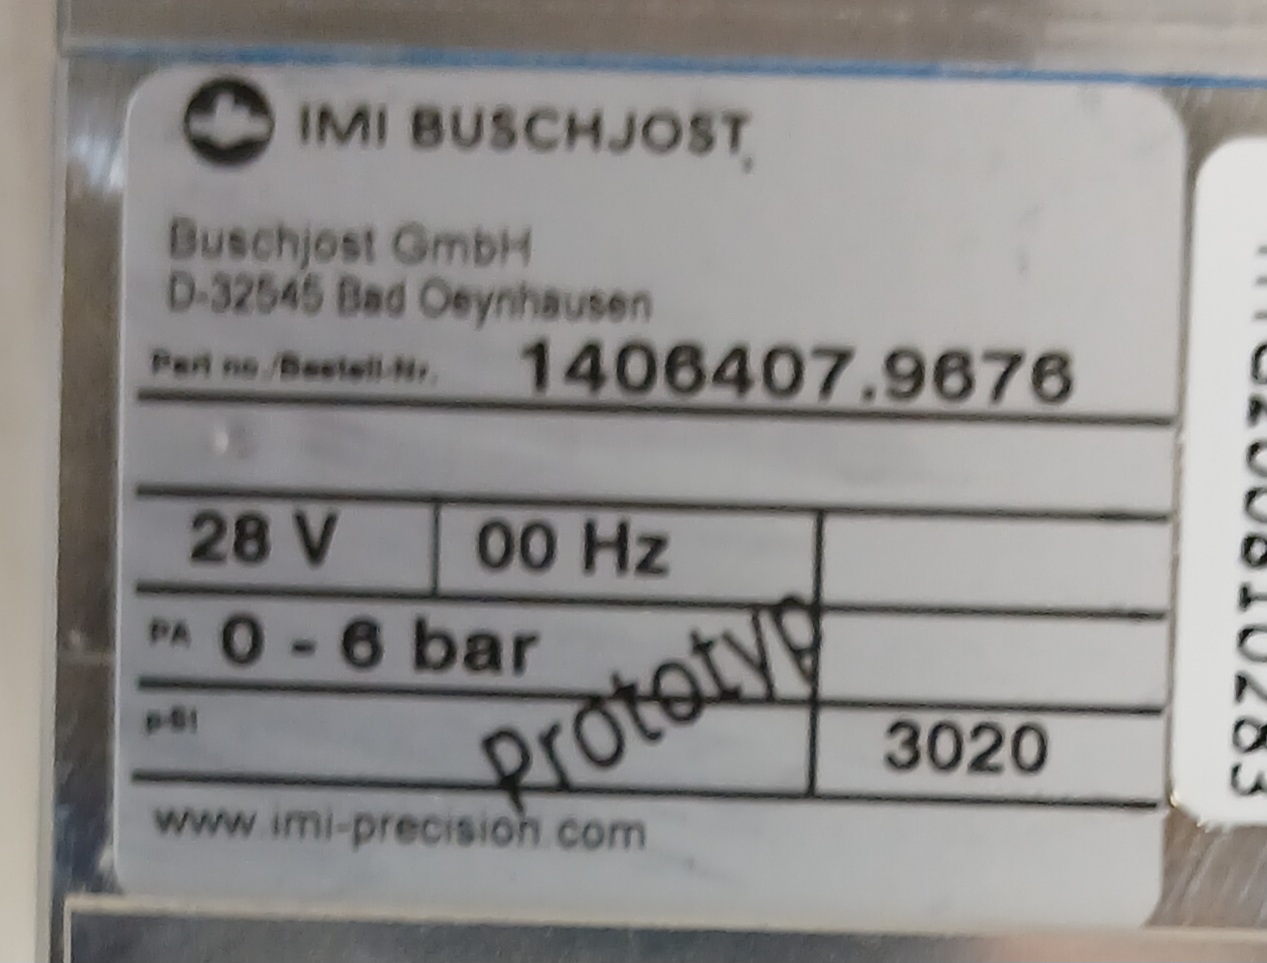 IMI BUSCHJOST
Buschjost GmbH
D-32545 Bad Oeynhausen
Part no./Bestell-Nr. 1406407.9676
28 V 00 Hz
PA 0 - 6 bar
Prototyp
p-St 3020
www.imi-precision.com